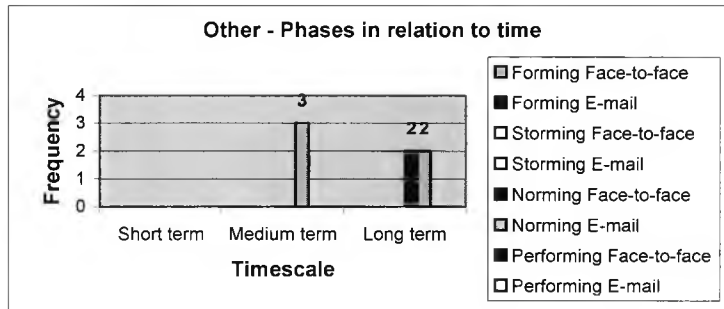 Other - Phases in relation to time
Frequency
4
3
2
1
0
3
22
Short term
Medium term
Long term
Timescale
Forming Face-to-face
Forming E-mail
Storming Face-to-face
Storming E-mail
Norming Face-to-face
Norming E-mail
Performing Face-to-face
Performing E-mail